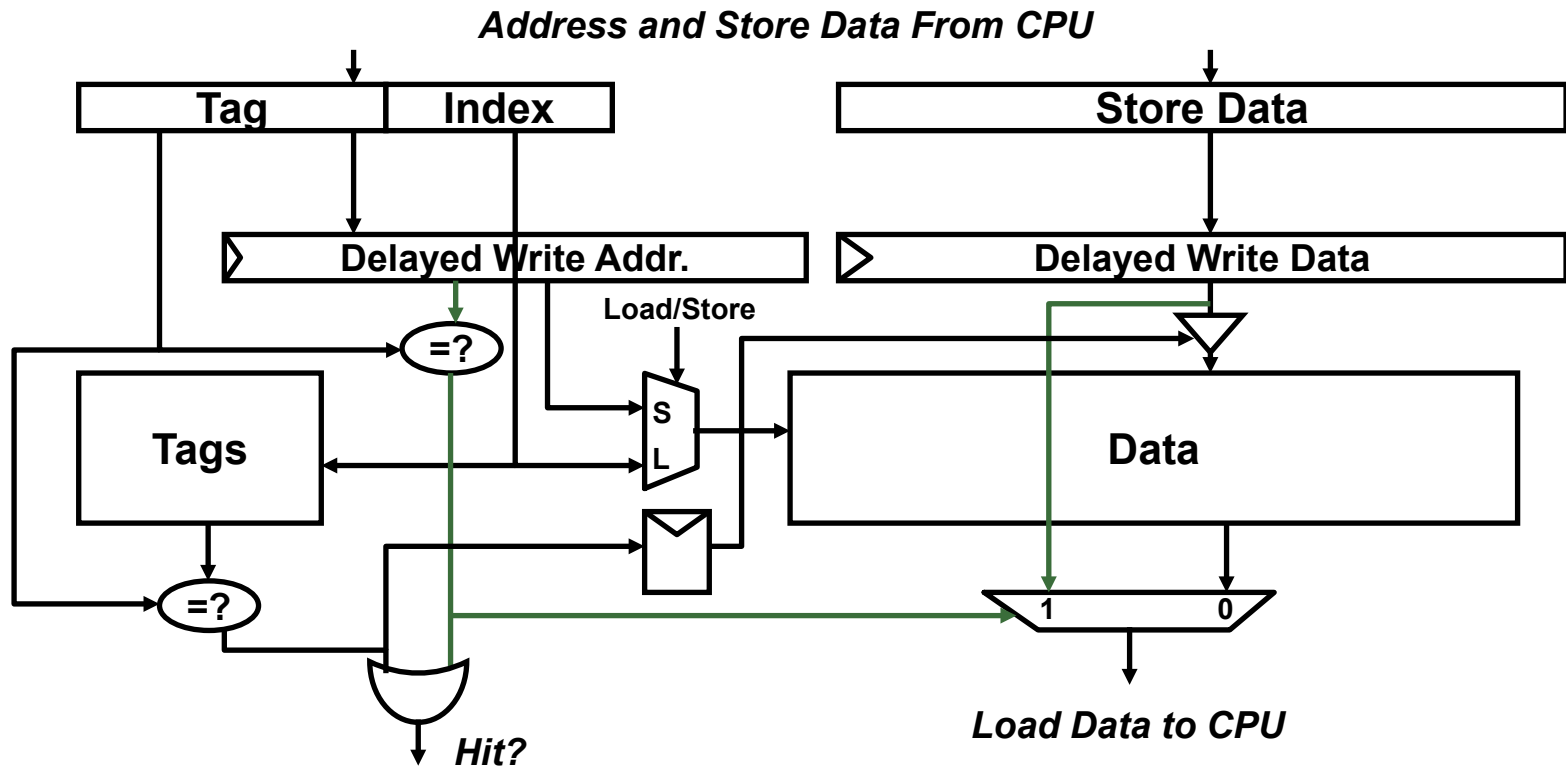 Address and Store Data From CPU
Tag Index Store Data
Delayed Write Addr. Delayed Write Data
Load/Store
=?
S
Tags L Data
=?
1 0
Load Data to CPU
Hit?